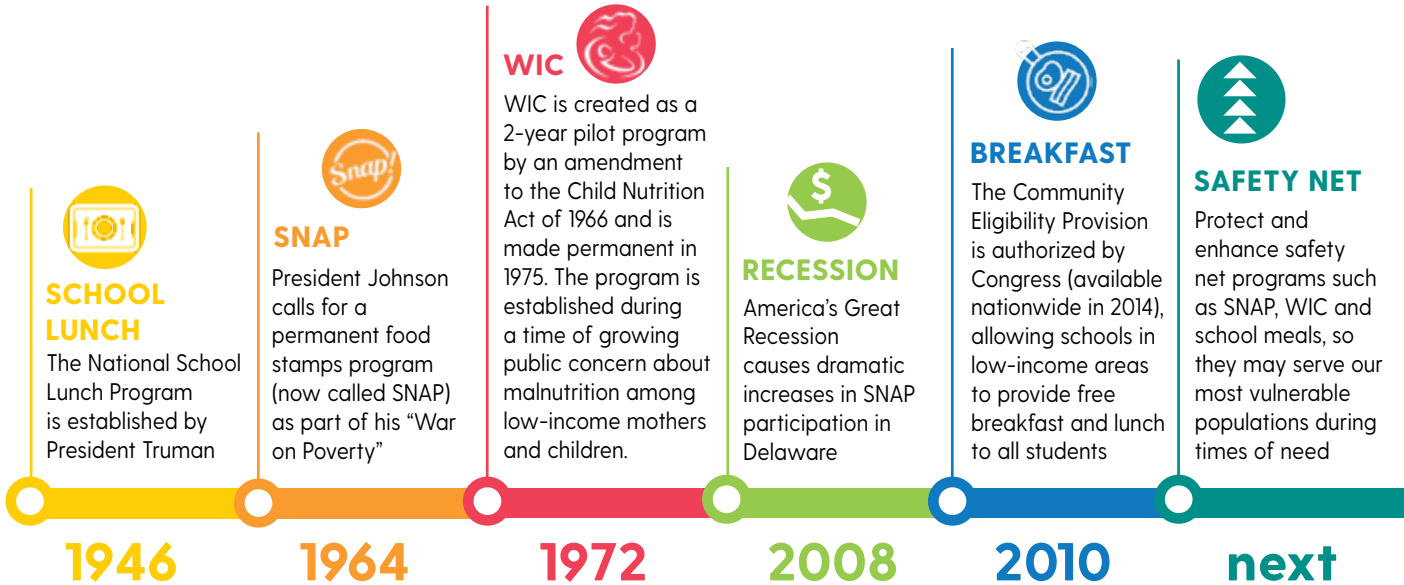 SCHOOL
LUNCH
The National School
Lunch Program
is established by
President Truman
1946
Snap!
SNAP
President Johnson
calls for a
permanent food
stamps program
(now called SNAP)
as part of his “War
on Poverty”
1964
WIC
WIC is created as a
2-year pilot program
by an amendment
to the Child Nutrition
Act of 1966 and is
made permanent in
1975. The program is
established during
a time of growing
public concern about
malnutrition among
low-income mothers
and children.
1972
$
RECESSION
America’s Great
Recession
causes dramatic
increases in SNAP
participation in
Delaware
2008
BREAKFAST
The Community
Eligibility Provision
is authorized by
Congress (available
nationwide in 2014),
allowing schools in
low-income areas
to provide free
breakfast and lunch
to all students
2010
SAFETY NET
Protect and
enhance safety
net programs such
as SNAP, WIC and
school meals, so
they may serve our
most vulnerable
populations during
times of need
next